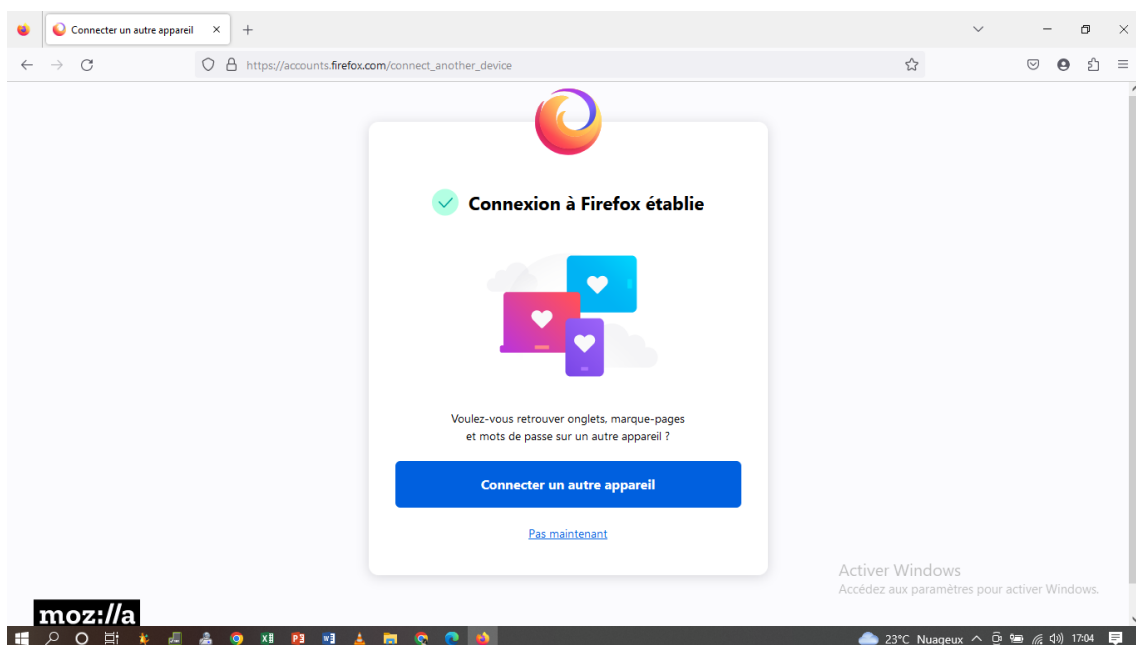 Connecter un autre appareil
https://accounts.firefox.com/connect_another_device
Connexion à Firefox établie
Voulez-vous retrouver onglets, marque-pages
et mots de passe sur un autre appareil ?
Connecter un autre appareil
Pas maintenant
Activer Windows
Accédez aux paramètres pour activer Windows.
moz://a
23°C Nuageux 17:04